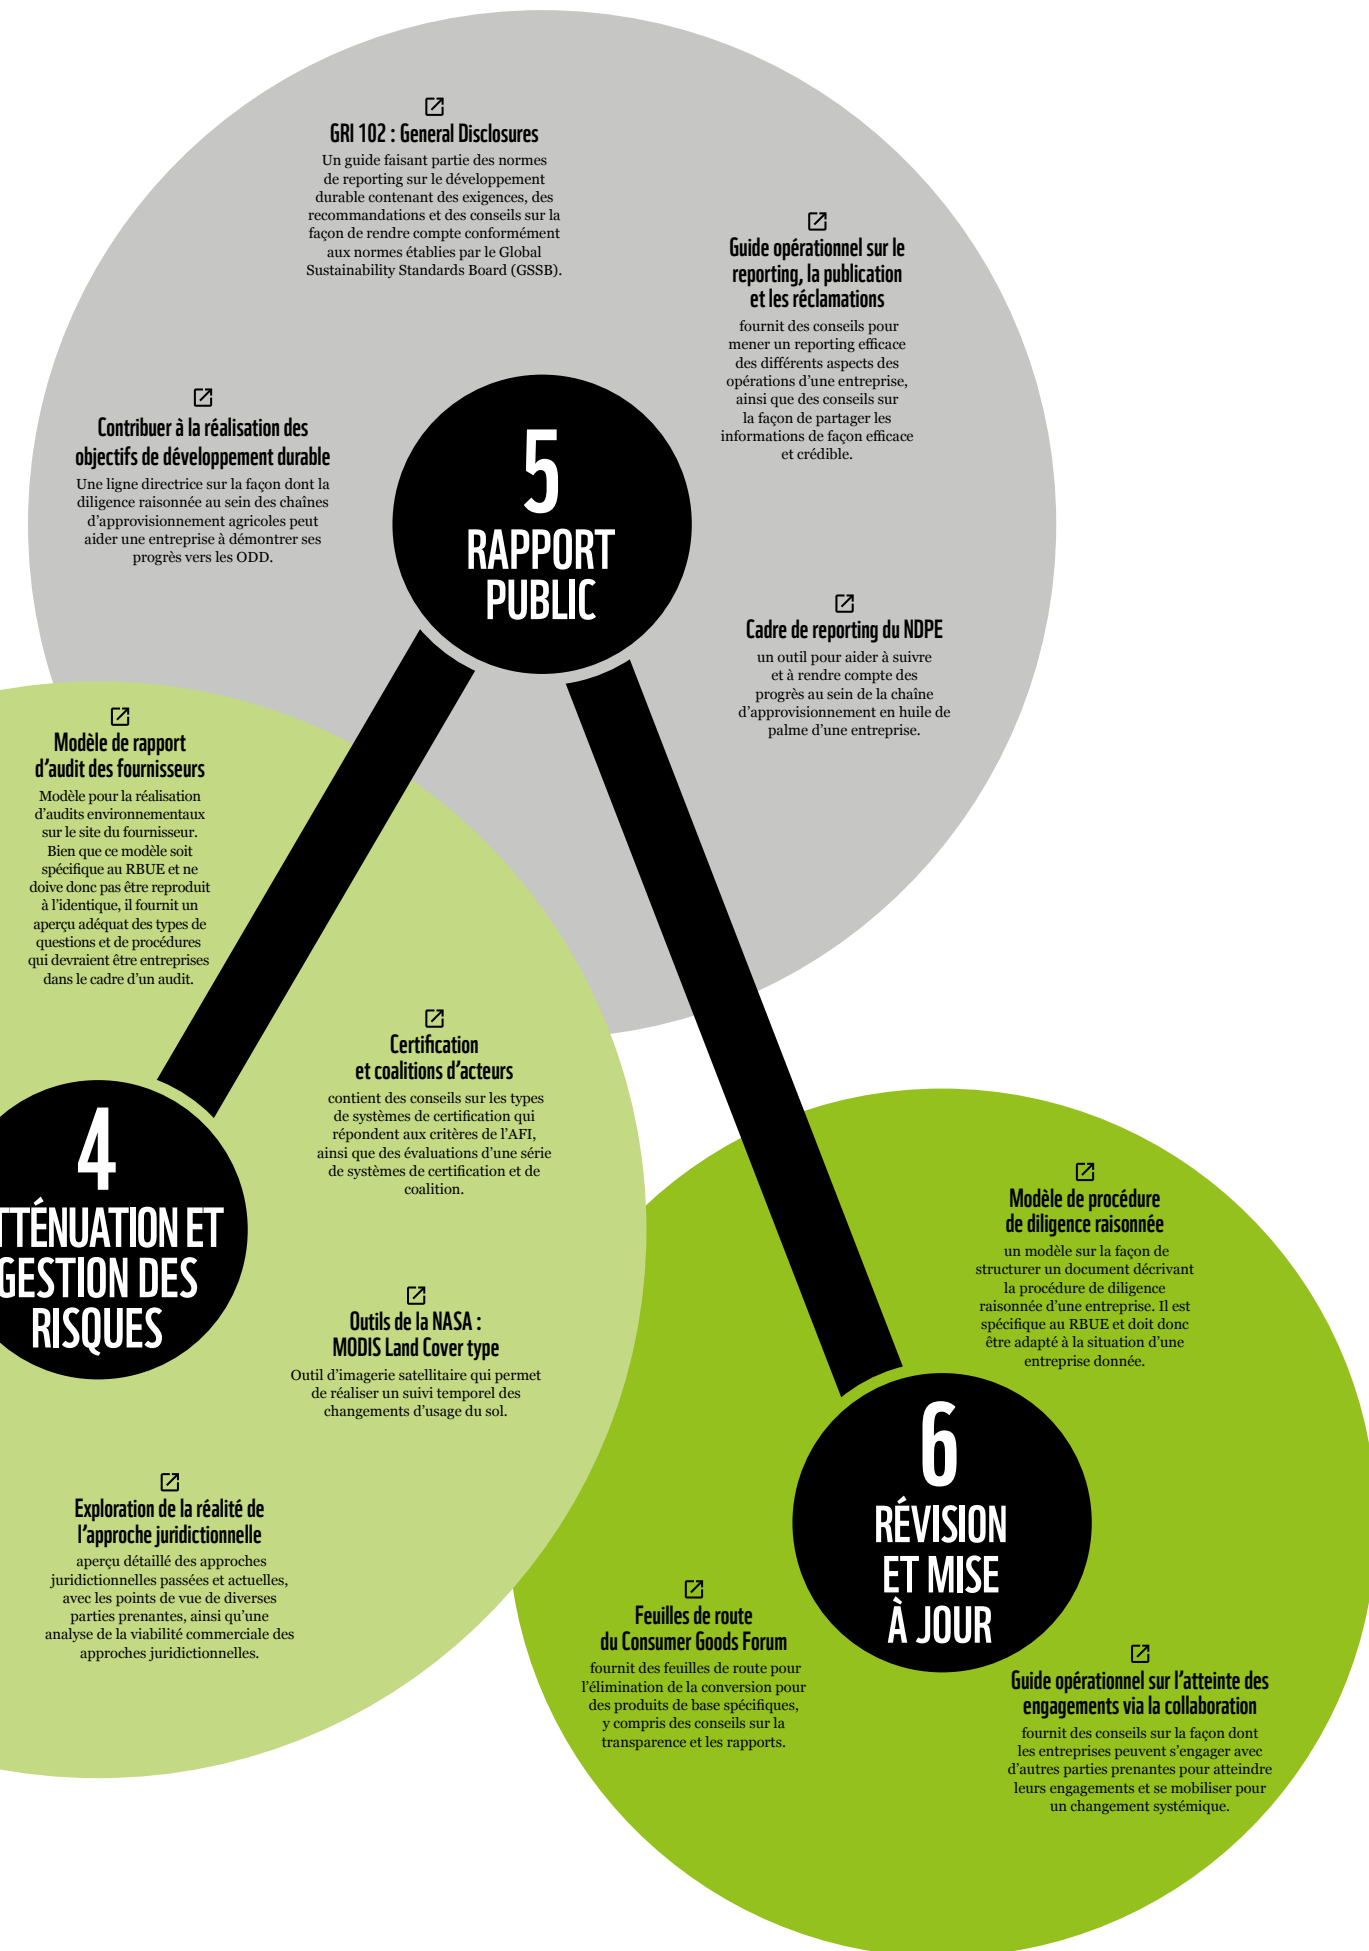 GRI 102 : General Disclosures
Un guide faisant partie des normes
de reporting sur le développement
durable contenant des exigences, des
recommandations et des conseils sur la
façon de rendre compte conformément
aux normes établies par le Global
Sustainability Standards Board (GSSB).
Guide opérationnel sur le
reporting, la publication
et les réclamations
fournit des conseils pour
mener un reporting efficace
des différents aspects des
opérations d'une entreprise,
ainsi que des conseils sur
la façon de partager les
informations de façon efficace
et crédible.
Contribuer à la réalisation des
objectifs de développement durable
Une ligne directrice sur la façon dont la
diligence raisonnée au sein des chaînes
d'approvisionnement agricoles peut
aider une entreprise à démontrer ses
progrès vers les ODD.
5
RAPPORT
PUBLIC
Cadre de reporting du NDPE
un outil pour aider à suivre
et à rendre compte des
progrès au sein de la chaîne
d'approvisionnement en huile de
palme d'une entreprise.
Modèle de rapport
d'audit des fournisseurs
Modèle pour la réalisation
d'audits environnementaux
sur le site du fournisseur.
Bien que ce modèle soit
spécifique au RBUE et ne
doive donc pas être reproduit
à l'identique, il fournit un
aperçu adéquat des types de
questions et de procédures
qui devraient être entreprises
dans le cadre d'un audit.
Certification
et coalitions d'acteurs
contient des conseils sur les types
de systèmes de certification qui
répondent aux critères de l'AFI,
ainsi que des évaluations d'une série
de systèmes de certification et de
coalition.
4
TTÉNUATION ET
GESTION DES
RISQUES
Outils de la NASA :
MODIS Land Cover type
Outil d'imagerie satellitaire qui permet
de réaliser un suivi temporel des
changements d'usage du sol.
Exploration de la réalité de
l'approche juridictionnelle
aperçu détaillé des approches
juridictionnelles passées et actuelles,
avec les points de vue de diverses
parties prenantes, ainsi qu'une
analyse de la viabilité commerciale des
approches juridictionnelles.
Modèle de procédure
de diligence raisonnée
un modèle sur la façon de
structurer un document décrivant
la procédure de diligence
raisonnée d'une entreprise. Il est
spécifique au RBUE et doit donc
être adapté à la situation d'une
entreprise donnée.
6
RÉVISION
ET MISE
À JOUR
Feuilles de route
du Consumer Goods Forum
fournit des feuilles de route pour
l'élimination de la conversion pour
des produits de base spécifiques,
y compris des conseils sur la
transparence et les rapports.
Guide opérationnel sur l'atteinte des
engagements via la collaboration
fournit des conseils sur la façon dont
les entreprises peuvent s'engager avec
d'autres parties prenantes pour atteindre
leurs engagements et se mobiliser pour
un changement systémique.